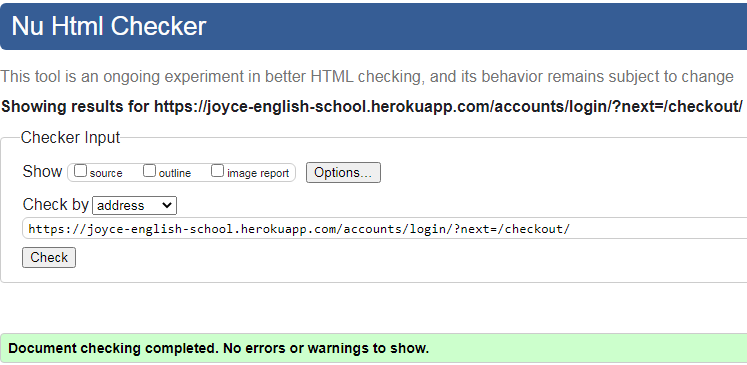 Nu Html Checker
This tool is an ongoing experiment in better HTML checking, and its behavior remains subject to change
Showing results for https://joyce-english-school.herokuapp.com/accounts/login/?next=/checkout/
Checker Input
Show source outline image report Options...
Check by address
https://joyce-english-school.herokuapp.com/accounts/login/?next=/checkout/
Check
Document checking completed. No errors or warnings to show.